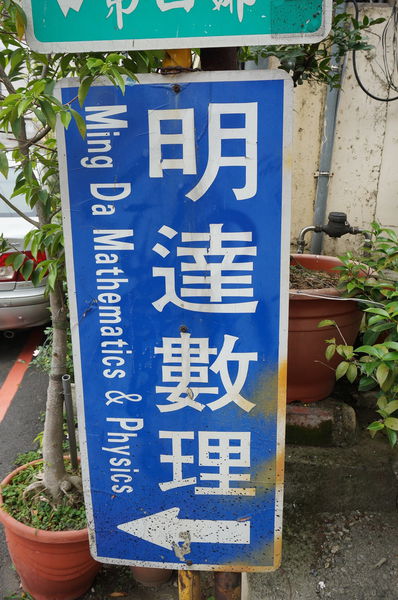 明達數理
Ming Da Mathematics & Physics